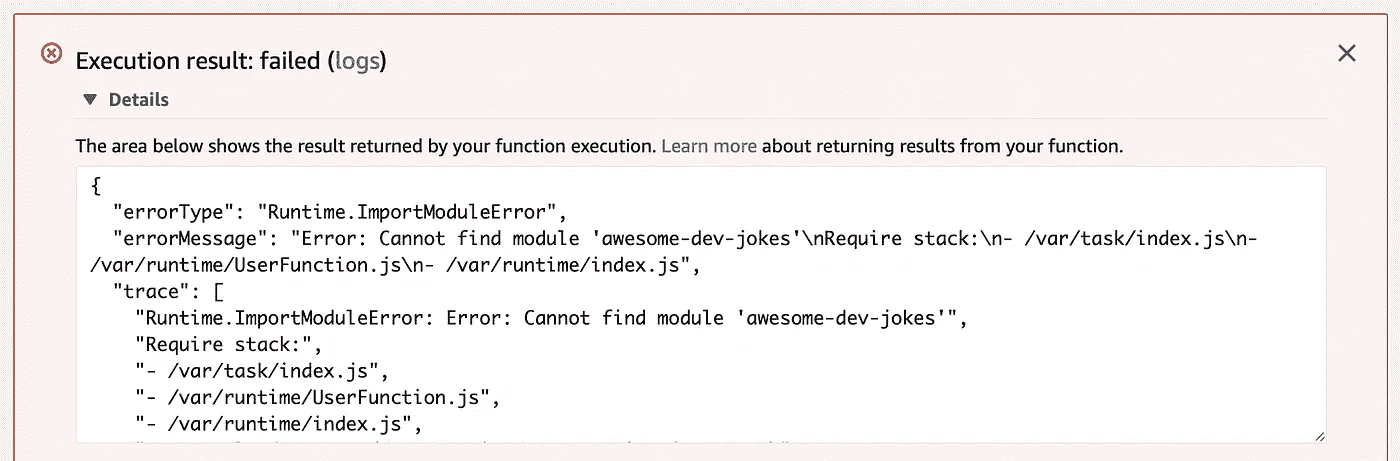 Execution result: failed (logs)
Details
The area below shows the result returned by your function execution. Learn more about returning results from your function.
{
"errorType": "Runtime.ImportModuleError",
"errorMessage": "Error: Cannot find module 'awesome-dev-jokes'\nRequire stack:\n- /var/task/index.js\n-
/var/runtime/UserFunction.js\n- /var/runtime/index.js",
"trace": [
"Runtime.ImportModuleError: Error: Cannot find module 'awesome-dev-jokes'",
"Require stack:",
"- /var/task/index.js",
"- /var/runtime/UserFunction.js",
"- /var/runtime/index.js",